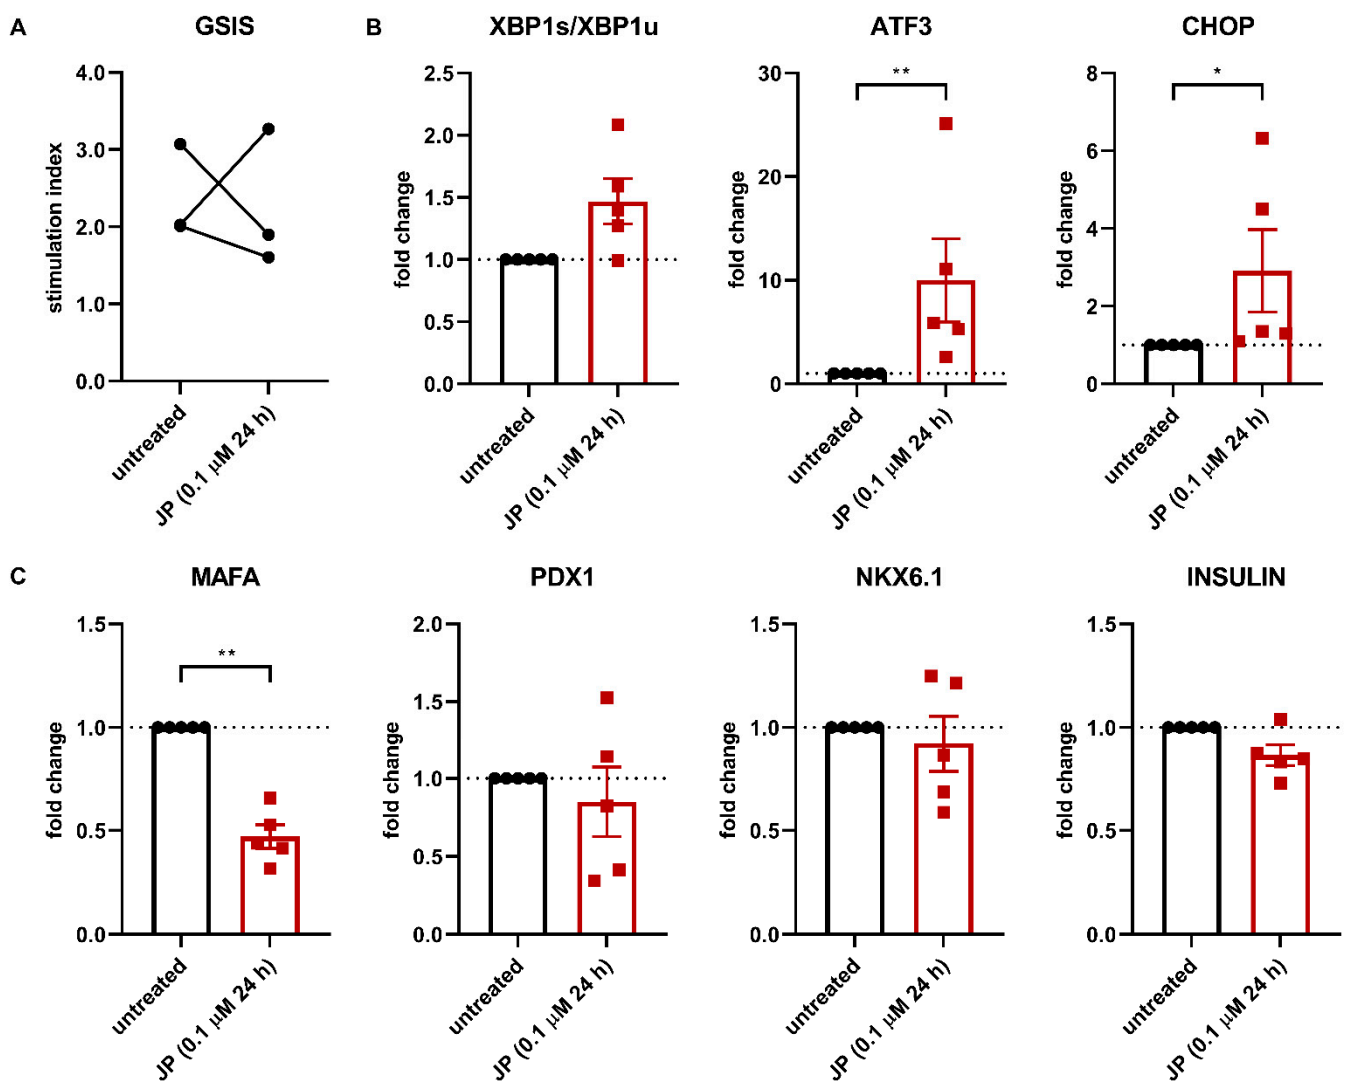 A
GSIS
stimulation index
4.0
3.0
2.0
1.0
0.0
untreated
JP (0.1 μM 24 h)
B
XBP1s/XBP1u
fold change
2.5
2.0
1.5
1.0
0.5
0.0
untreated
JP (0.1 μM 24 h)
ATF3
fold change
30
20
10
0
**
untreated
JP (0.1 μM 24 h)
CHOP
fold change
8
6
4
2
0
*
untreated
JP (0.1 μM 24 h)
C
MAFA
fold change
1.5
1.0
0.5
0.0
**
untreated
JP (0.1 μM 24 h)
PDX1
fold change
2.0
1.5
1.0
0.5
0.0
untreated
JP (0.1 μM 24 h)
NKX6.1
fold change
1.5
1.0
0.5
0.0
untreated
JP (0.1 μM 24 h)
INSULIN
fold change
1.5
1.0
0.5
0.0
untreated
JP (0.1 μM 24 h)